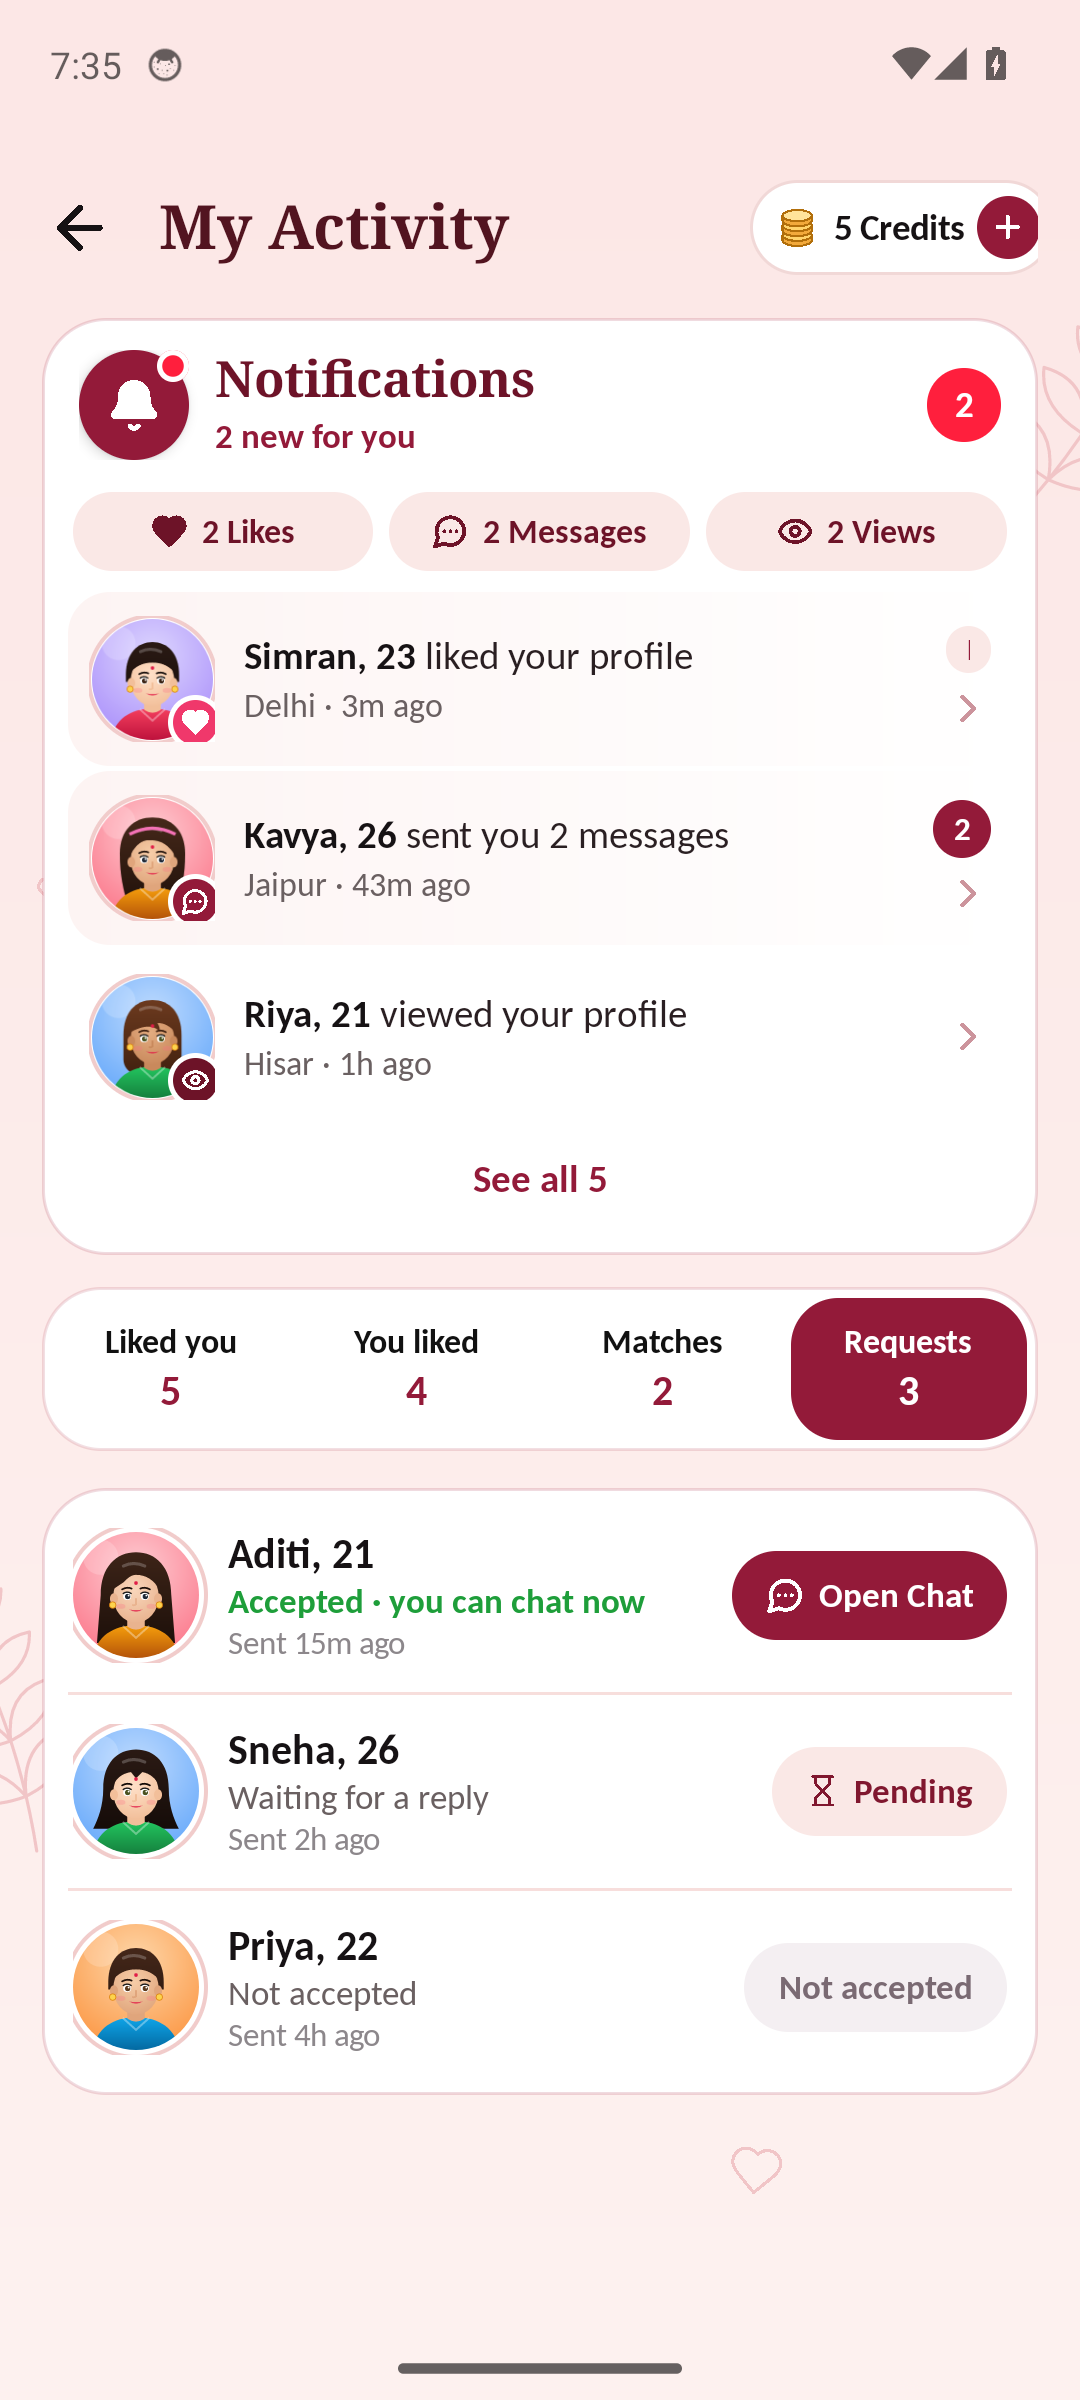 7:35
My Activity
5 Credits
Notifications
2 new for you
2
2 Likes
2 Messages
2 Views
Simran, 23 liked your profile
Delhi · 3m ago
Kavya, 26 sent you 2 messages
Jaipur · 43m ago
2
Riya, 21 viewed your profile
Hisar · 1h ago
See all 5
Liked you
5
You liked
4
Matches
2
Requests
3
Aditi, 21
Accepted · you can chat now
Sent 15m ago
Open Chat
Sneha, 26
Waiting for a reply
Sent 2h ago
Pending
Priya, 22
Not accepted
Sent 4h ago
Not accepted